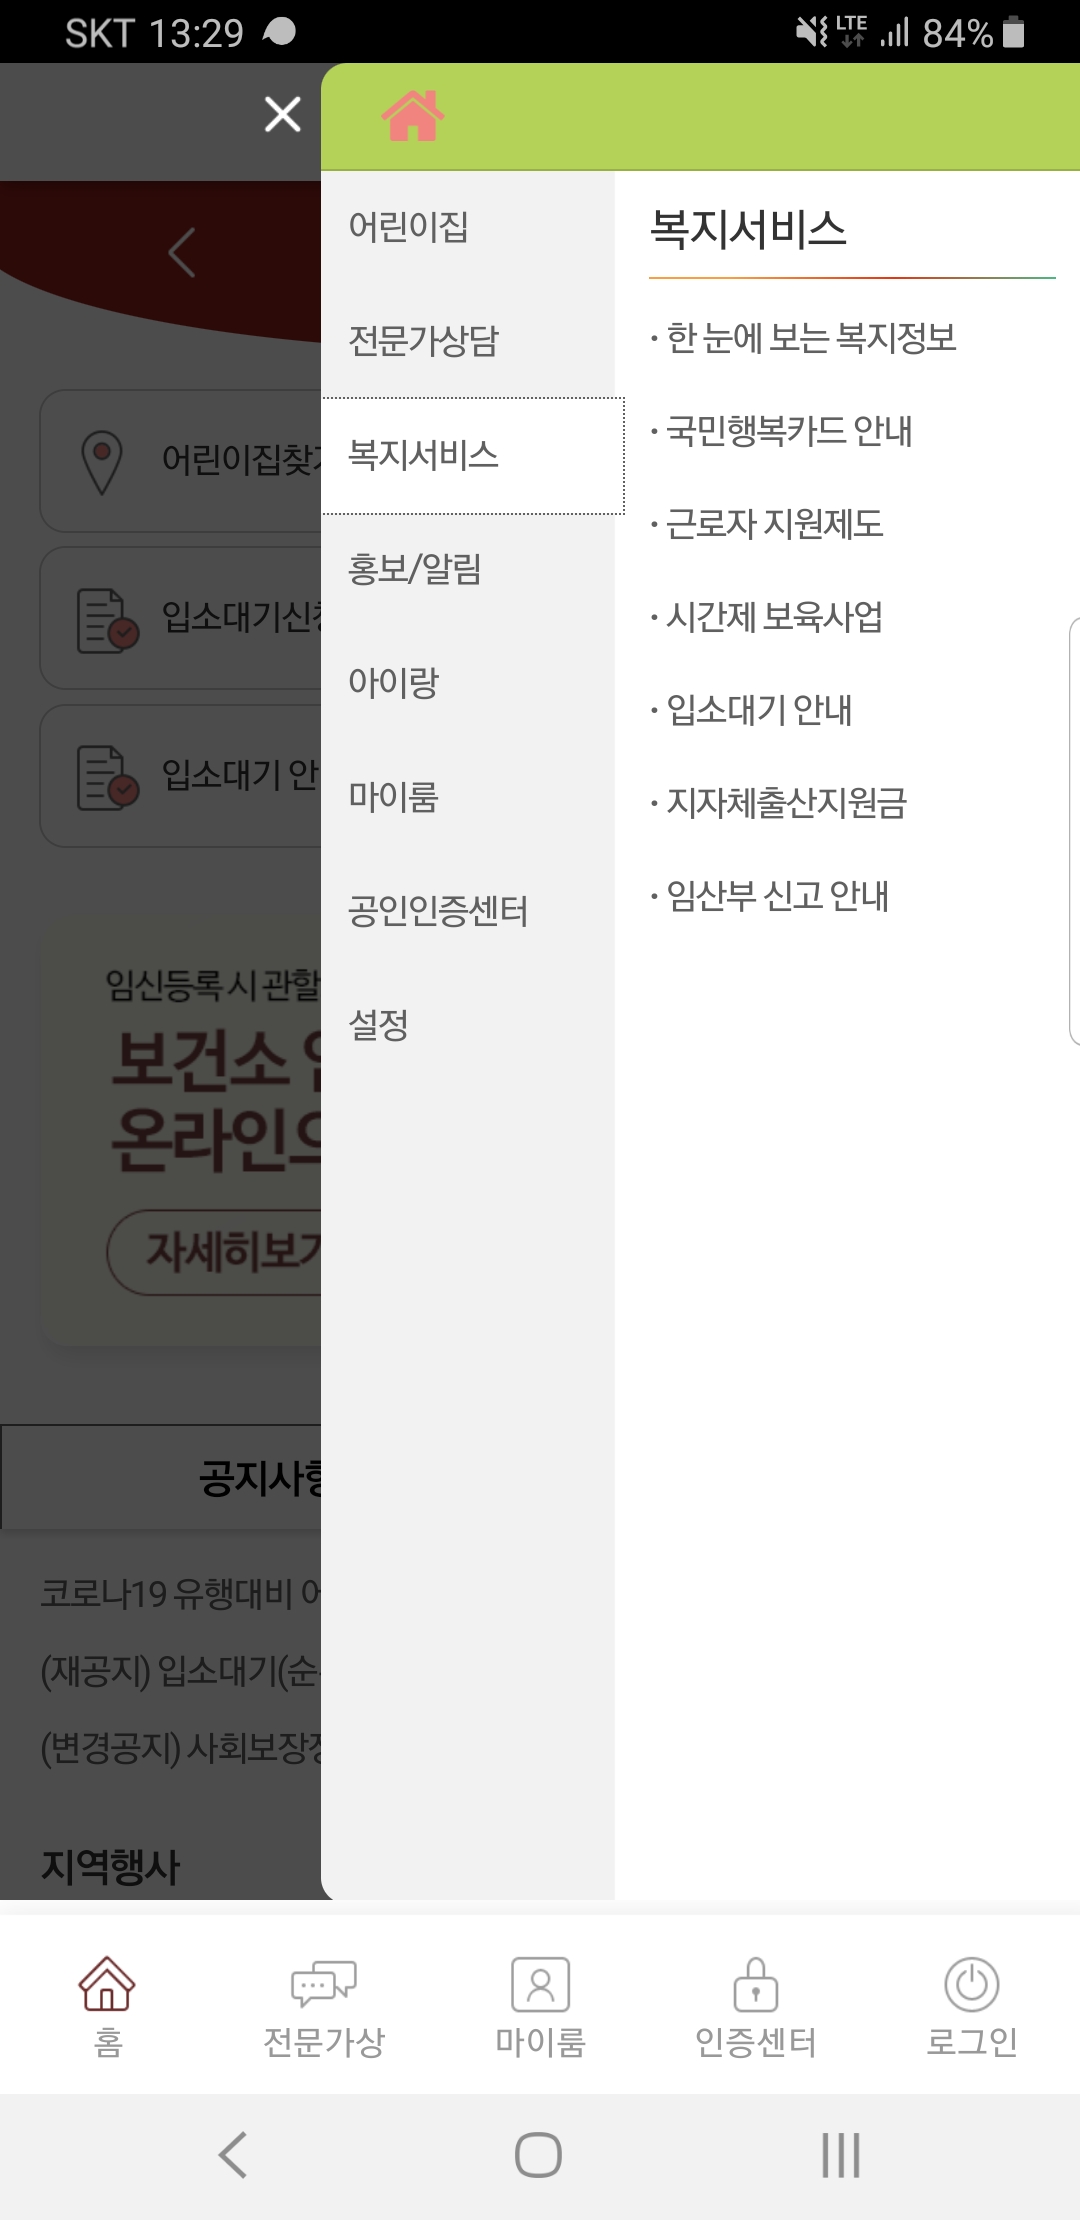 SKT 13:29
LTE 84%
어린이집
전문가상담
복지서비스
홍보/알림
아이랑
마이룸
공인인증센터
설정
복지서비스
· 한 눈에 보는 복지정보
· 국민행복카드 안내
· 근로자 지원제도
· 시간제 보육사업
· 입소대기 안내
· 지자체출산지원금
· 임산부 신고 안내
어린이집찾
입소대기신
입소대기 안
임신등록 시 관할
보건소
온라인으
자세히보기
공지사항
코로나19 유행대비
(재공지) 입소대기(순
(변경공지) 사회보장정
지역행사
홈
전문가상
마이룸
인증센터
로그인